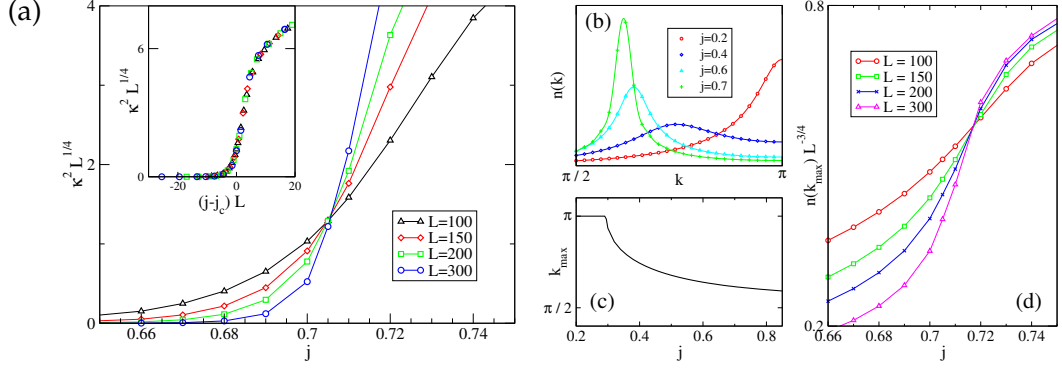 (a)
κ² L^1/4
4
2
0
0.66
0.68
0.7
0.72
0.74
j
L=100
L=150
L=200
L=300
κ² L^1/4
6
0
-20
0
20
(j-j_c) L
(b)
n(k)
j=0.2
j=0.4
j=0.6
j=0.7
π / 2
k
π
(c)
k_max
π
π / 2
0.2
0.4
0.6
0.8
j
(d)
n(k_max) L^-3/4
0.8
0.2
L = 100
L = 150
L = 200
L = 300
0.66
0.68
0.70
0.72
0.74
j